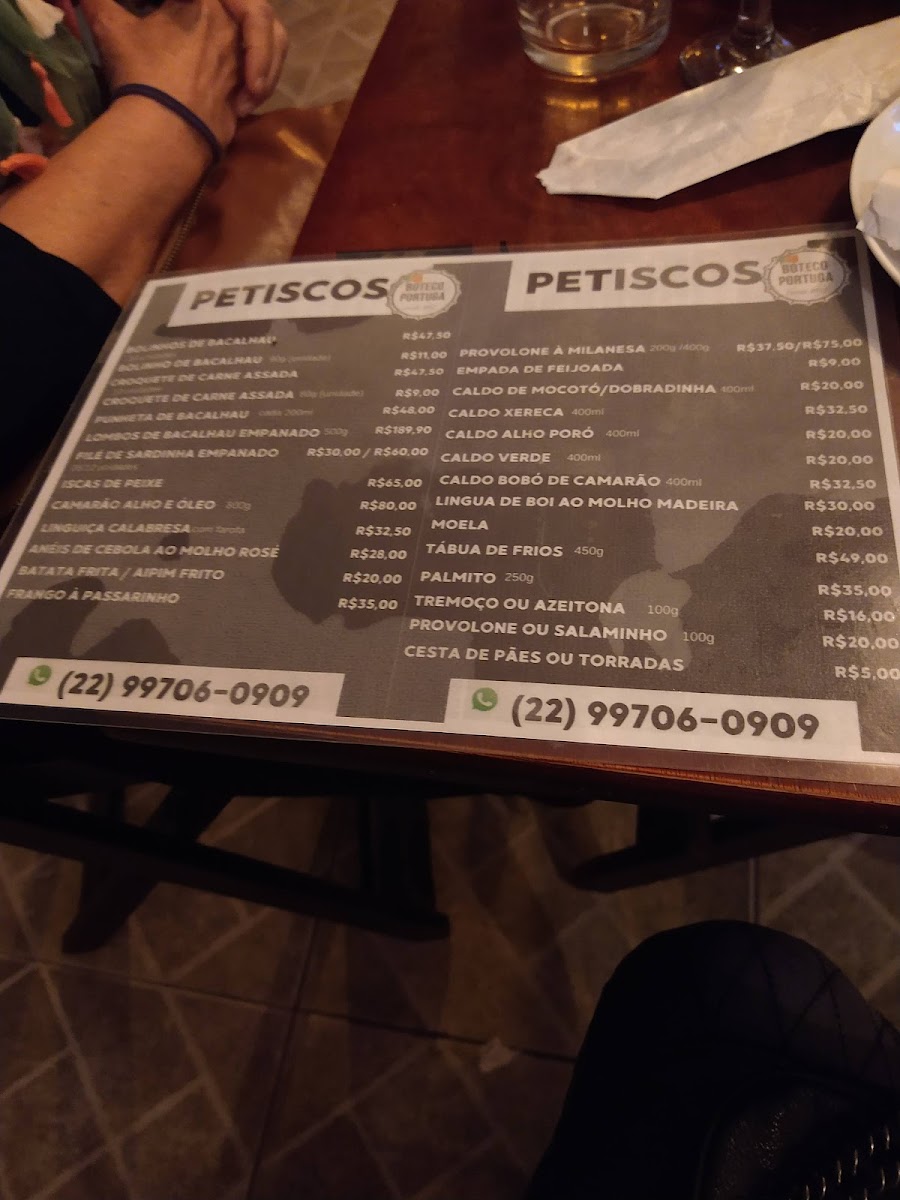 PETISCOS
BOTECO
PORTUGA
BOLINHOS DE BACALHAU R$47,50
BOLINHO DE BACALHAU 90g (unidade) R$11,00
CROQUETE DE CARNE ASSADA R$47,50
CROQUETE DE CARNE ASSADA (unidade) R$9,00
PUNHETA DE BACALHAU 200ml R$48,00
LOMBOS DE BACALHAU EMPANADO 500g R$189,90
FILÉ DE SARDINHA EMPANADO R$30,00 / R$60,00
unidades
ISCAS DE PEIXE R$65,00
CAMARÃO ALHO E ÓLEO 300g R$80,00
LINGUIÇA CALABRESA com farofa R$32,50
ANÉIS DE CEBOLA AO MOLHO ROSÉ R$28,00
BATATA FRITA / AIPIM FRITO R$20,00
FRANGO À PASSARINHO R$35,00
(22) 99706-0909
PETISCOS
BOTECO
PORTUGA
PROVOLONE À MILANESA 200g /400g R$37,50/R$75,00
EMPADA DE FEIJOADA R$9,00
CALDO DE MOCOTÓ/DOBRADINHA 400ml R$20,00
CALDO XERECA 400ml R$32,50
CALDO ALHO PORÓ 400ml R$20,00
CALDO VERDE 400ml R$20,00
CALDO BOBÓ DE CAMARÃO 400ml R$32,50
LINGUA DE BOI AO MOLHO MADEIRA R$30,00
MOELA R$20,00
TÁBUA DE FRIOS 450g R$49,00
PALMITO 250g R$35,00
TREMOÇO OU AZEITONA 100g R$16,00
PROVOLONE OU SALAMINHO 100g R$20,00
CESTA DE PÃES OU TORRADAS R$5,00
(22) 99706-0909